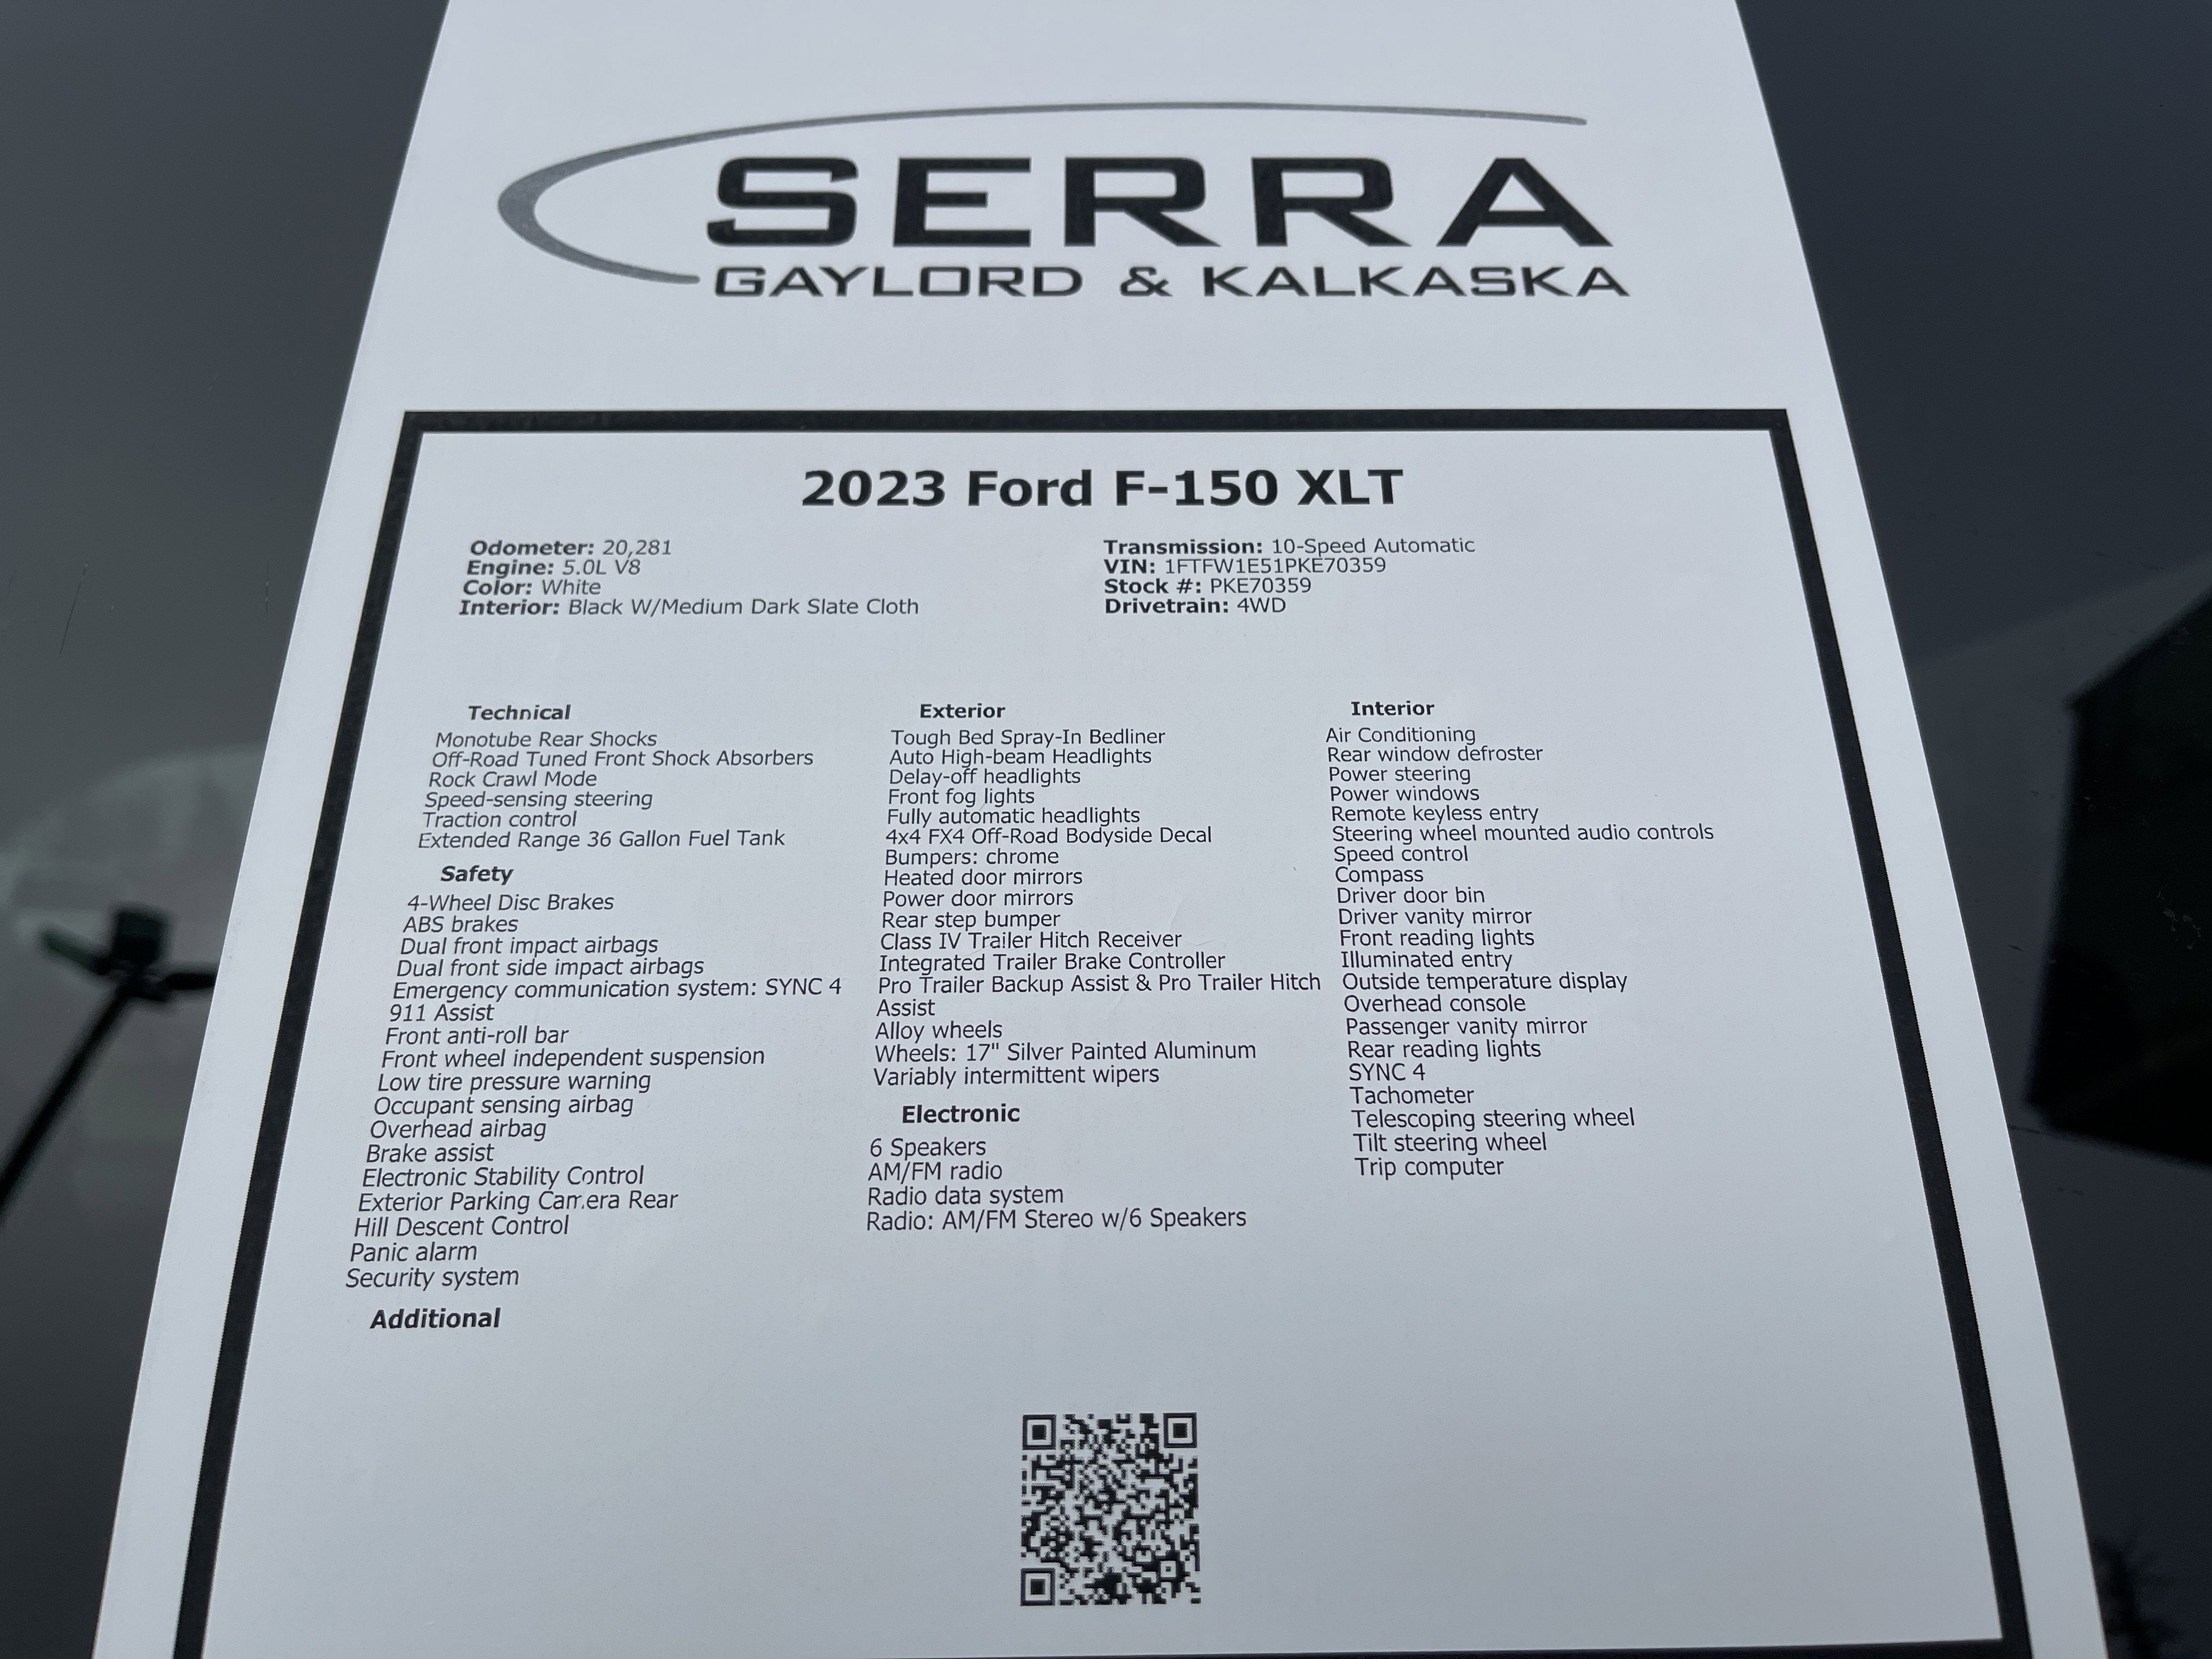 SERRA
GAYLORD & KALKASKA
2023 Ford F-150 XLT
Odometer: 20,281
Engine: 5.0L V8
Color: White
Interior: Black W/Medium Dark Slate Cloth
Transmission: 10-Speed Automatic
VIN: 1FTFW1E51PKE70359
Stock #: PKE70359
Drivetrain: 4WD
Technical
Monotube Rear Shocks
Off-Road Tuned Front Shock Absorbers
Rock Crawl Mode
Speed-sensing steering
Traction control
Extended Range 36 Gallon Fuel Tank
Safety
4-Wheel Disc Brakes
ABS brakes
Dual front impact airbags
Dual front side impact airbags
Emergency communication system: SYNC 4
911 Assist
Front anti-roll bar
Front wheel independent suspension
Low tire pressure warning
Occupant sensing airbag
Overhead airbag
Brake assist
Electronic Stability Control
Exterior Parking Camera Rear
Hill Descent Control
Panic alarm
Security system
Additional
Exterior
Tough Bed Spray-In Bedliner
Auto High-beam Headlights
Delay-off headlights
Front fog lights
Fully automatic headlights
4x4 FX4 Off-Road Bodyside Decal
Bumpers: chrome
Heated door mirrors
Power door mirrors
Rear step bumper
Class IV Trailer Hitch Receiver
Integrated Trailer Brake Controller
Pro Trailer Backup Assist & Pro Trailer Hitch
Assist
Alloy wheels
Wheels: 17" Silver Painted Aluminum
Variably intermittent wipers
Electronic
6 Speakers
AM/FM radio
Radio data system
Radio: AM/FM Stereo w/6 Speakers
Interior
Air Conditioning
Rear window defroster
Power steering
Power windows
Remote keyless entry
Steering wheel mounted audio controls
Speed control
Compass
Driver door bin
Driver vanity mirror
Front reading lights
Illuminated entry
Outside temperature display
Overhead console
Passenger vanity mirror
Rear reading lights
SYNC 4
Tachometer
Telescoping steering wheel
Tilt steering wheel
Trip computer